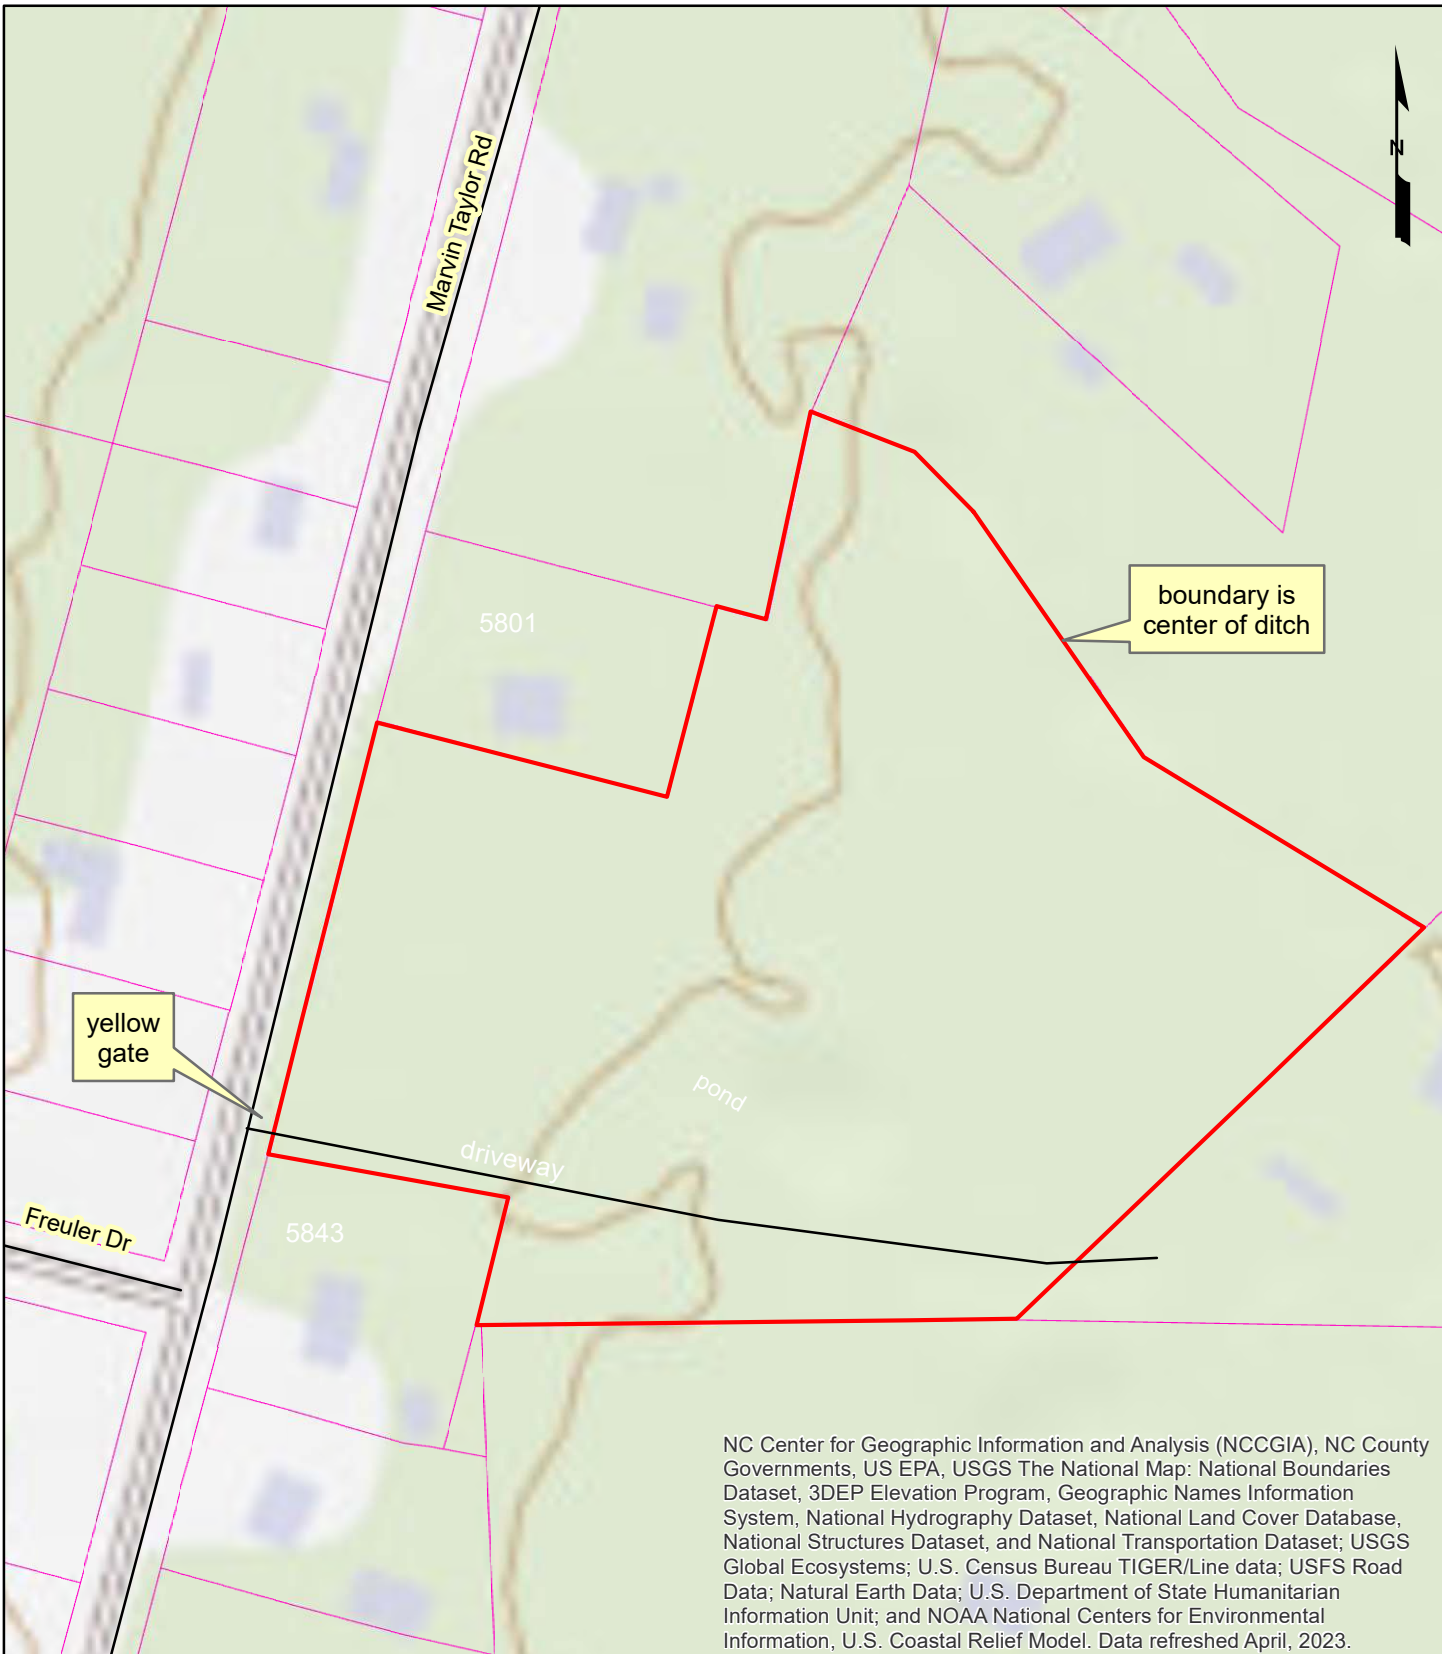 N
Marvin Taylor Rd
5801
boundary is
center of ditch
yellow
gate
pond
driveway
Freuler Dr
5843
NC Center for Geographic Information and Analysis (NCCGIA), NC County
Governments, US EPA, USGS The National Map: National Boundaries
Dataset, 3DEP Elevation Program, Geographic Names Information
System, National Hydrography Dataset, National Land Cover Database,
National Structures Dataset, and National Transportation Dataset; USGS
Global Ecosystems; U.S. Census Bureau TIGER/Line data; USFS Road
Data; Natural Earth Data; U.S. Department of State Humanitarian
Information Unit; and NOAA National Centers for Environmental
Information, U.S. Coastal Relief Model. Data refreshed April, 2023.